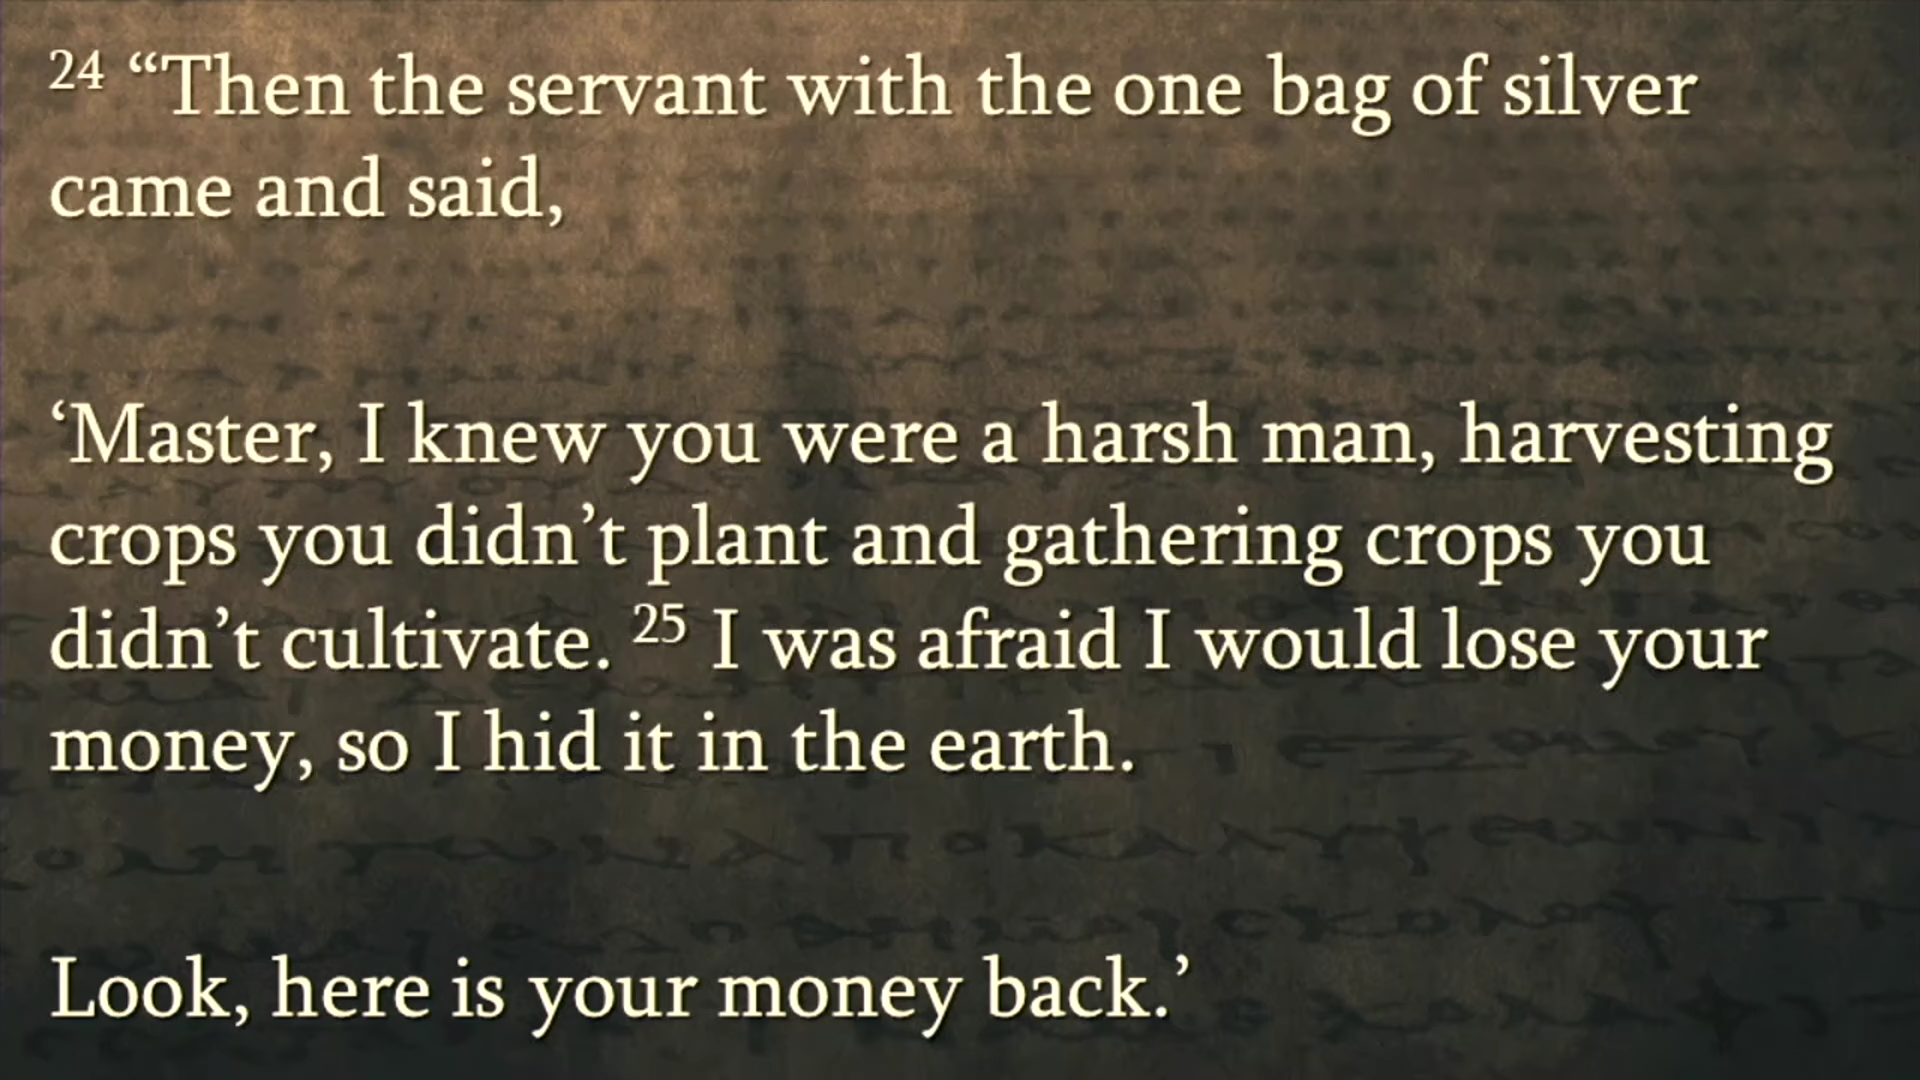 24 “Then the servant with the one bag of silver
came and said,
‘Master, I knew you were a harsh man, harvesting
crops you didn’t plant and gathering crops you
didn’t cultivate. 25 I was afraid I would lose your
money, so I hid it in the earth.
Look, here is your money back.’